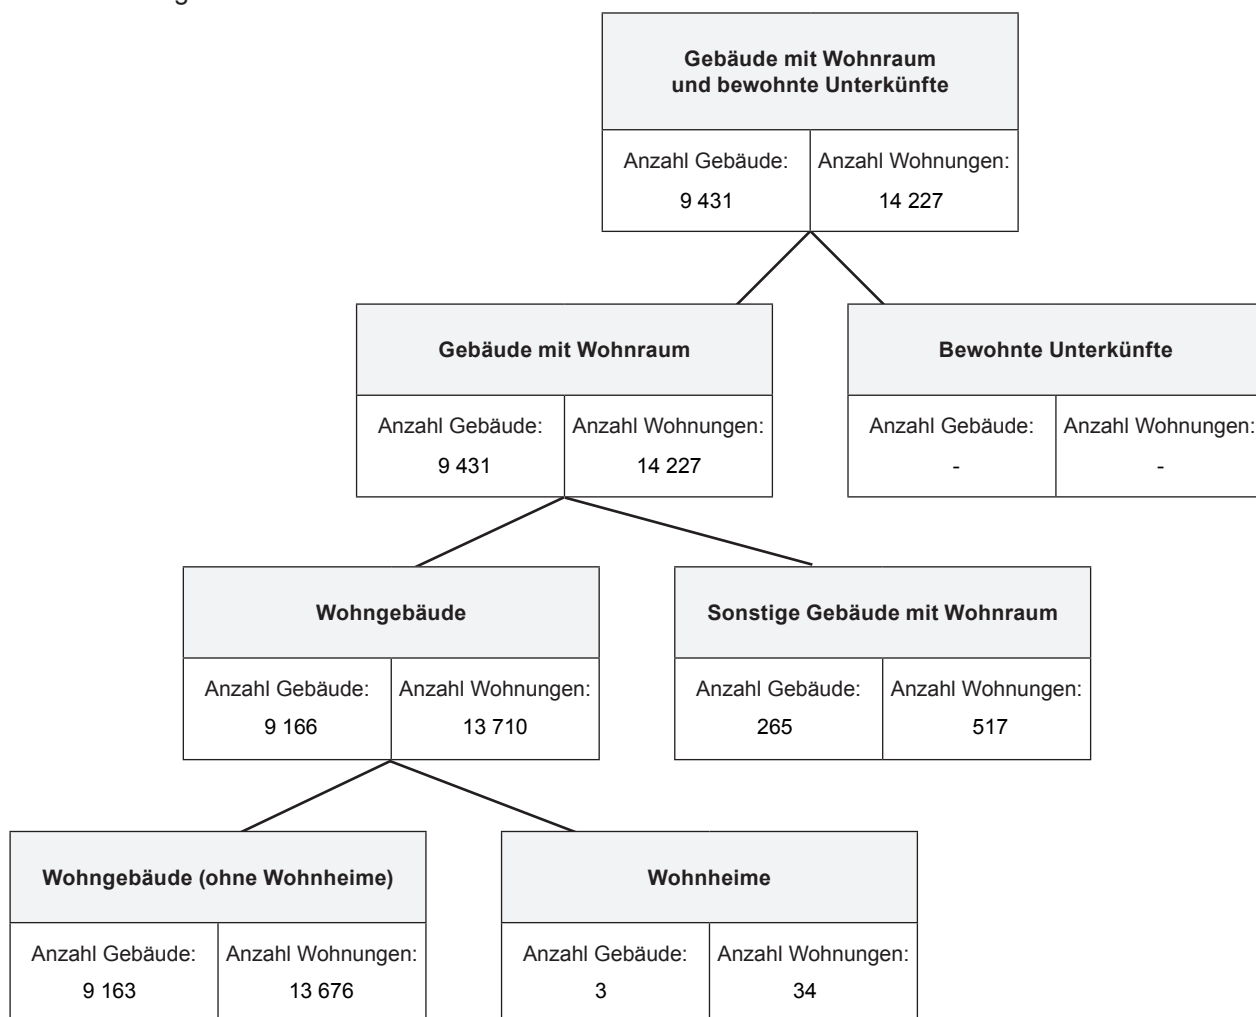 Gebäude mit Wohnraum
und bewohnte Unterkünfte
Anzahl Gebäude: Anzahl Wohnungen:
9 431 14 227
Gebäude mit Wohnraum
Anzahl Gebäude: Anzahl Wohnungen:
9 431 14 227
Bewohnte Unterkünfte
Anzahl Gebäude: Anzahl Wohnungen:
- -
Wohngebäude
Anzahl Gebäude: Anzahl Wohnungen:
9 166 13 710
Sonstige Gebäude mit Wohnraum
Anzahl Gebäude: Anzahl Wohnungen:
265 517
Wohngebäude (ohne Wohnheime)
Anzahl Gebäude: Anzahl Wohnungen:
9 163 13 676
Wohnheime
Anzahl Gebäude: Anzahl Wohnungen:
3 34